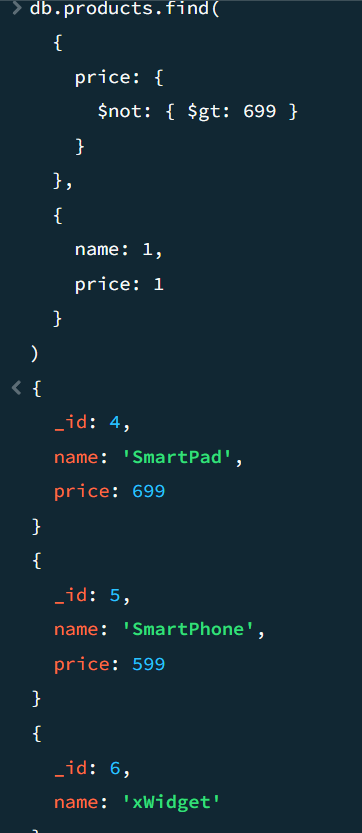 > db.products.find(
{
price: {
$not: { $gt: 699 }
}
},
{
name: 1,
price: 1
}
)
< {
_id: 4,
name: 'SmartPad',
price: 699
}
{
_id: 5,
name: 'SmartPhone',
price: 599
}
{
_id: 6,
name: 'xWidget'
}